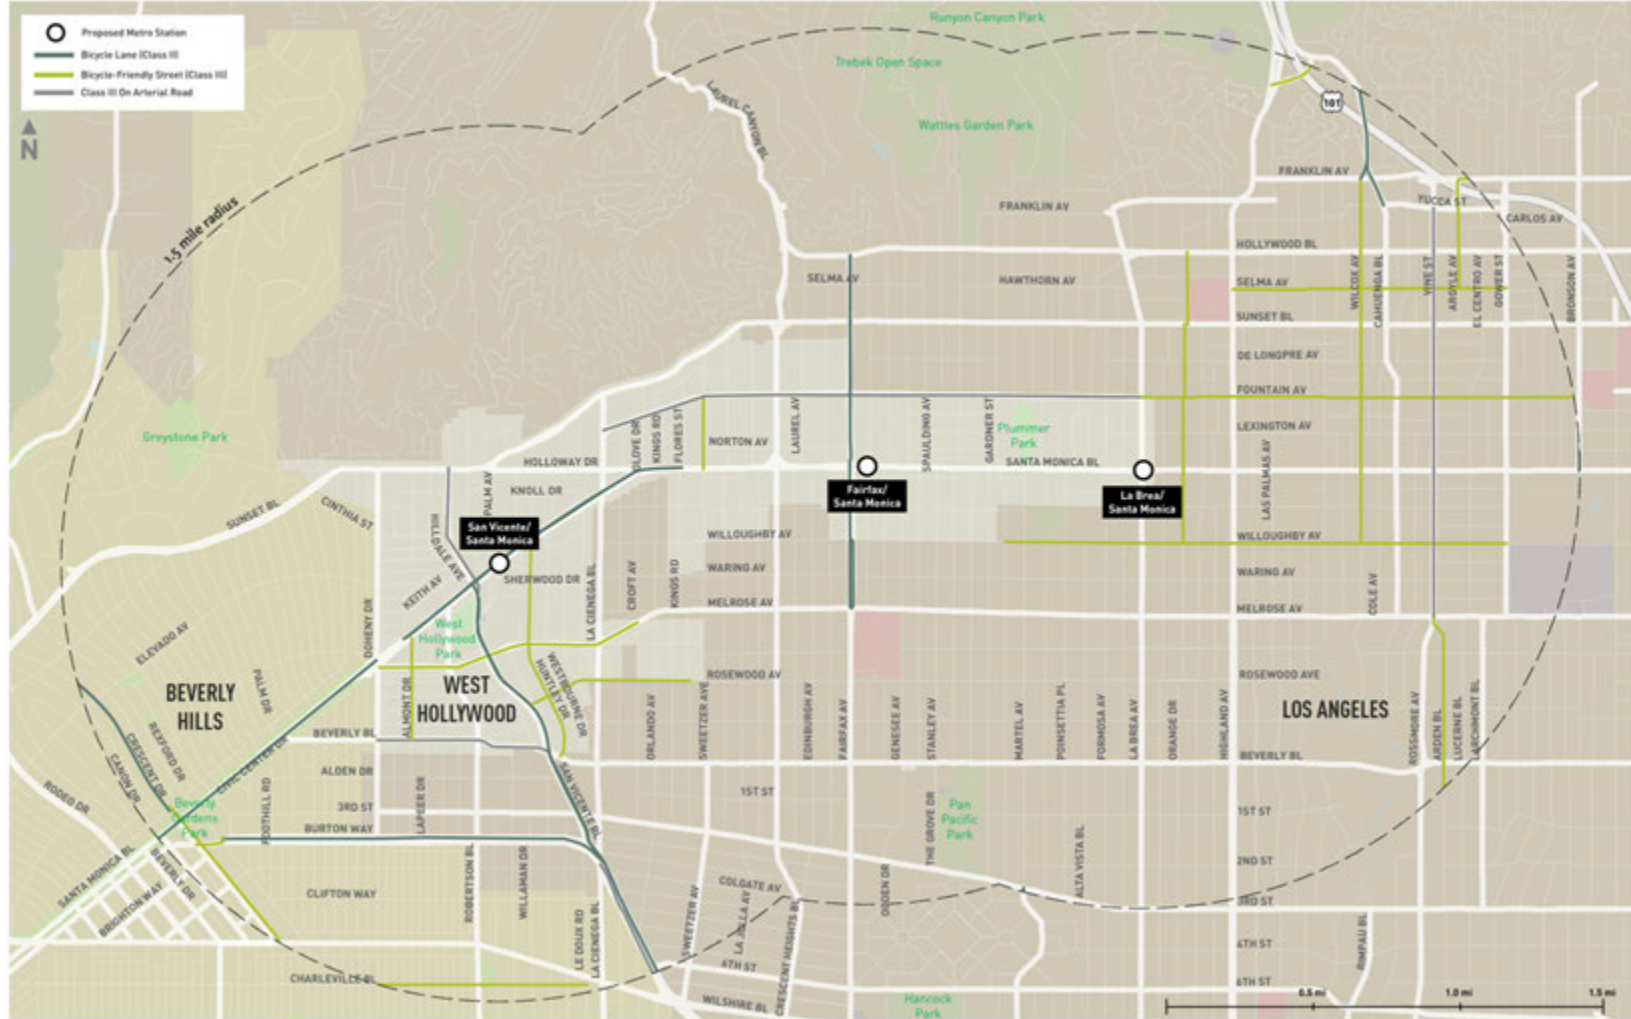 Proposed Metro Station
Bicycle Lane (Class II)
Bicycle-Friendly Street (Class III)
Class III On Arterial Road
N
1.5 mile radius
Runyon Canyon Park
Trebek Open Space
Wattles Garden Park
LAUREL CANYON BL
101
FRANKLIN AV
FRANKLIN AV
YUCCA ST
CARLOS AV
HOLLYWOOD BL
SELMA AV
HAWTHORN AV
SELMA AV
SUNSET BL
WILCOX AV
CAHUENGA BL
VINE ST
ARGYLE AV
EL CENTRO AV
GOWER ST
BRONSON AV
DE LONGPRE AV
FOUNTAIN AV
LEXINGTON AV
LAS PALMAS AV
Greystone Park
KINGS RD
FLORES ST
NORTON AV
LAUREL AV
SPAULDING AV
GARDNER ST
Plummer
Park
SANTA MONICA BL
HOLLOWAY DR
KNOLL DR
PALM AV
SUNSET BL
CINTHIA ST
HILLDALE AVE
San Vicente/
Santa Monica
Fairfax/
Santa Monica
La Brea/
Santa Monica
WILLOUGHBY AV
WILLOUGHBY AV
WARING AV
WARING AV
KEITH AV
SHERWOOD DR
LA CIENEGA BL
CROFT AV
KINGS RD
MELROSE AV
MELROSE AV
COLE AV
DOHENY DR
West
Hollywood
Park
ELEVADO AV
PALM DR
BEVERLY
HILLS
WEST
HOLLYWOOD
LOS ANGELES
ALMONT DR
WESTBOURNE DR
HUNTLEY DR
ROSEWOOD AV
ROSEWOOD AVE
ORLANDO AV
SWEETZER AVE
EDINBURGH AV
FAIRFAX AV
GENESEE AV
STANLEY AV
MARTEL AV
POINSETTIA PL
FORMOSA AV
LA BREA AV
ORANGE DR
HIGHLAND AV
ROSSMORE AV
ARDEN BL
LUCERNE BL
LARCHMONT BL
BEVERLY BL
BEVERLY BL
REXFORD DR
CRESCENT DR
CANON DR
CIVIC CENTER DR
RODEO DR
Beverly
Gardens
Park
FOOTHILL RD
ALDEN DR
3RD ST
BURTON WAY
LAPEER DR
SAN VICENTE BL
1ST ST
1ST ST
THE GROVE DR
Pan
Pacific
Park
ALTA VISTA BL
2ND ST
3RD ST
SANTA MONICA BL
BRIGHTON WAY
BEVERLY DR
CLIFTON WAY
ROBERTSON BL
WILLAMAN DR
LE DOUX RD
LA CIENEGA BL
COLGATE AV
SWEETZER AV
LA JOLLA AV
CRESCENT HEIGHTS BL
OGDEN DR
RIMPAU BL
4TH ST
6TH ST
6TH ST
CHARLEVILLE BL
WILSHIRE BL
Hancock
Park
0.5 mi
1.0 mi
1.5 mi